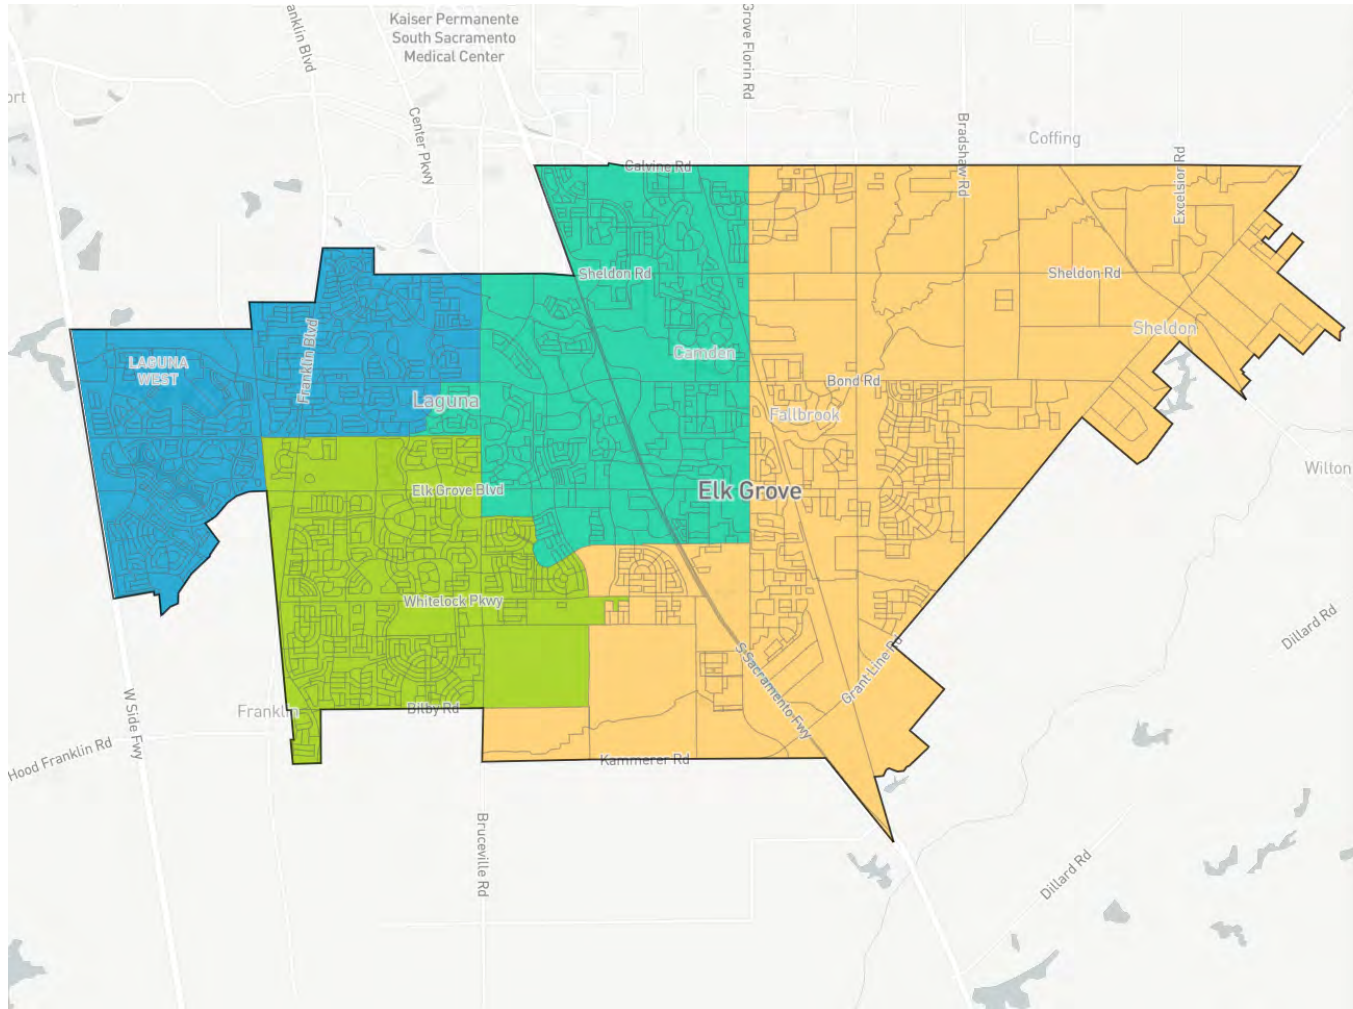 Kaiser Permanente
South Sacramento
Medical Center
anklin Blvd
Grove Florin Rd
ort
Center Pkwy
Bradshaw Rd
Coffing
Excelsior Rd
Calvine Rd
Sheldon Rd
Sheldon Rd
Sheldon
Franklin Blvd
LAGUNA
WEST
Camden
Bond Rd
Laguna
Fallbrook
Wilton
Elk Grove Blvd
Elk Grove
Whitelock Pkwy
Dillard Rd
S Sacramento Fwy
Grant Line Rd
W Side Fwy
Franklin
Bilby Rd
Hood Franklin Rd
Kammerer Rd
Bruceville Rd
Dillard Rd